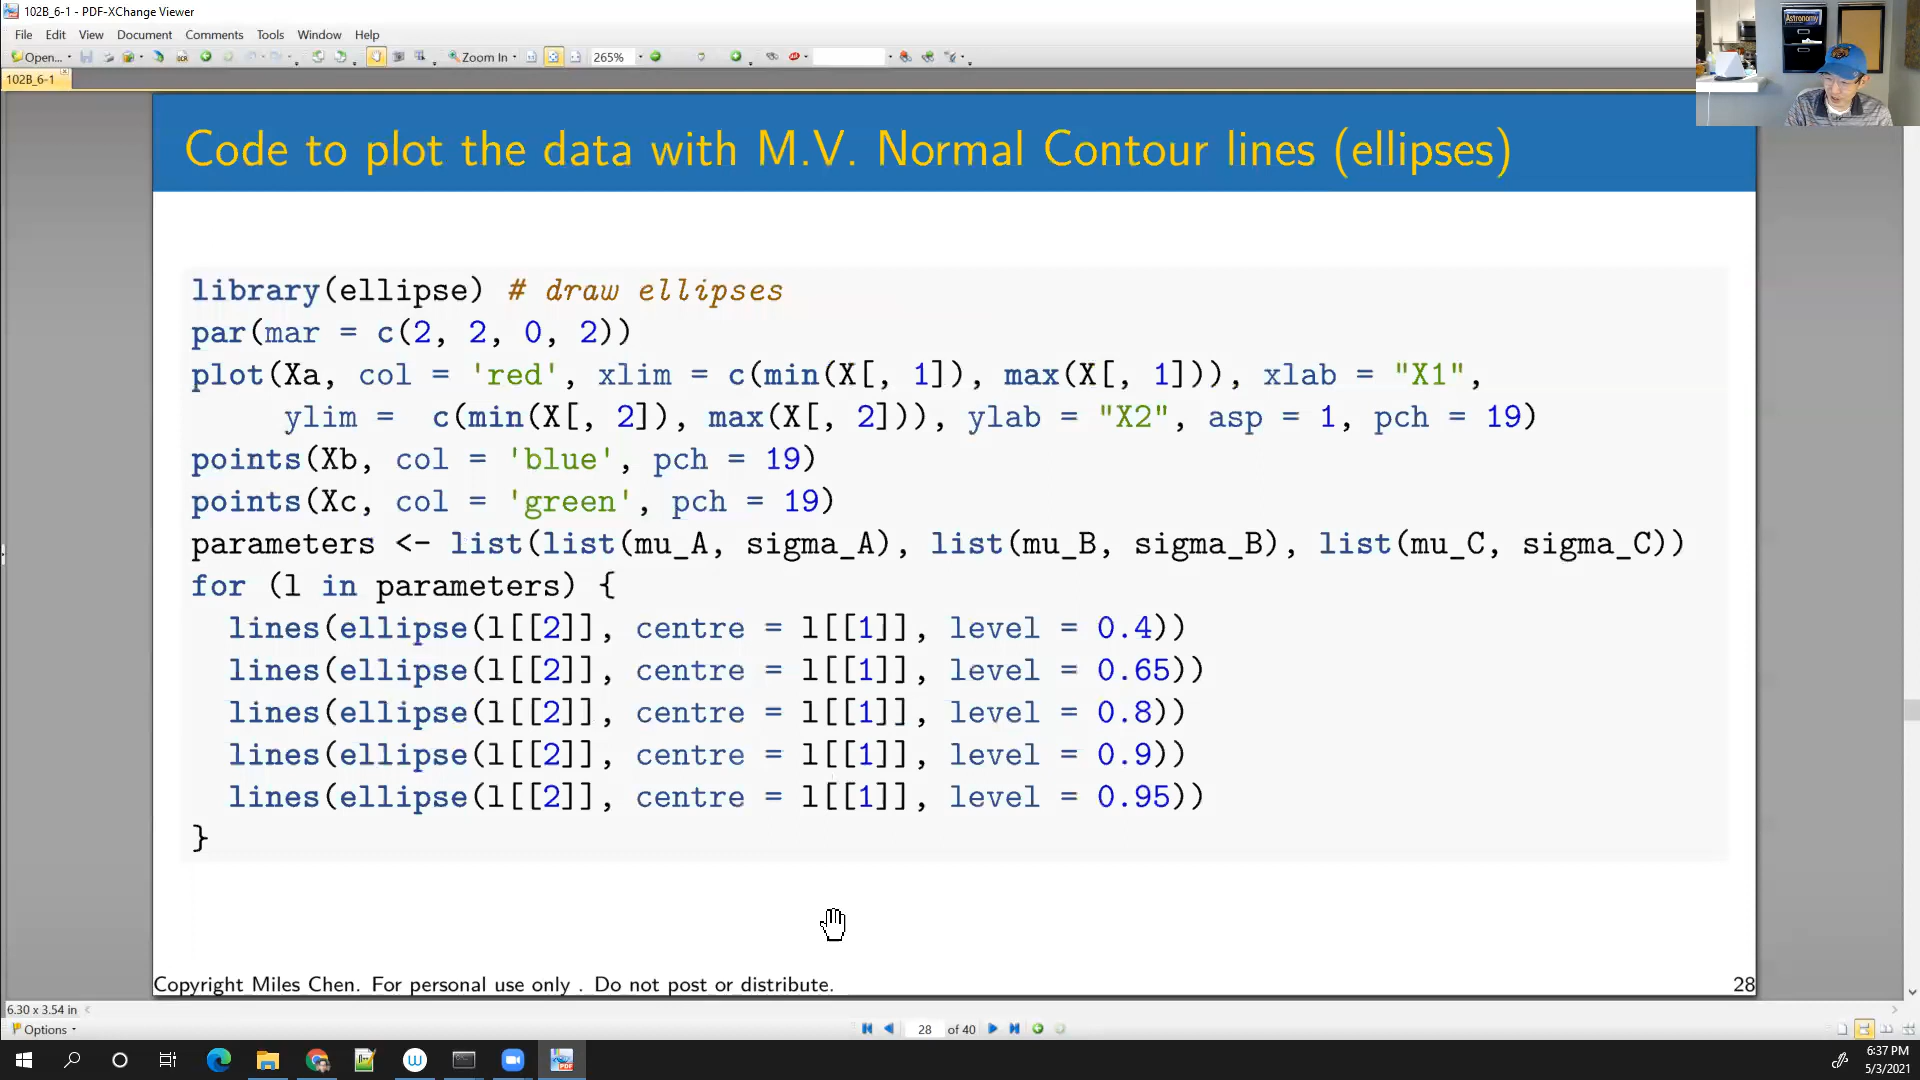 102B_6-1 - PDF-XChange Viewer
File Edit View Document Comments Tools Window Help
Open... OCR Zoom In 265%
102B_6-1
Astronomy
Code to plot the data with M.V. Normal Contour lines (ellipses)
library(ellipse) # draw ellipses
par(mar = c(2, 2, 0, 2))
plot(Xa, col = 'red', xlim = c(min(X[, 1]), max(X[, 1])), xlab = "X1",
ylim =  c(min(X[, 2]), max(X[, 2])), ylab = "X2", asp = 1, pch = 19)
points(Xb, col = 'blue', pch = 19)
points(Xc, col = 'green', pch = 19)
parameters <- list(list(mu_A, sigma_A), list(mu_B, sigma_B), list(mu_C, sigma_C))
for (l in parameters) {
lines(ellipse(l[[2]], centre = l[[1]], level = 0.4))
lines(ellipse(l[[2]], centre = l[[1]], level = 0.65))
lines(ellipse(l[[2]], centre = l[[1]], level = 0.8))
lines(ellipse(l[[2]], centre = l[[1]], level = 0.9))
lines(ellipse(l[[2]], centre = l[[1]], level = 0.95))
}
Copyright Miles Chen. For personal use only . Do not post or distribute. 28
6.30 x 3.54 in
Options 28 of 40
6:37 PM
5/3/2021